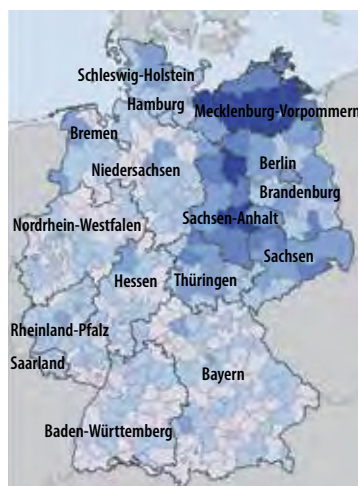 Schleswig-Holstein
Hamburg
Mecklenburg-Vorpommern
Bremen
Niedersachsen
Berlin
Brandenburg
Nordrhein-Westfalen
Sachsen-Anhalt
Hessen
Thüringen
Sachsen
Rheinland-Pfalz
Saarland
Bayern
Baden-Württemberg